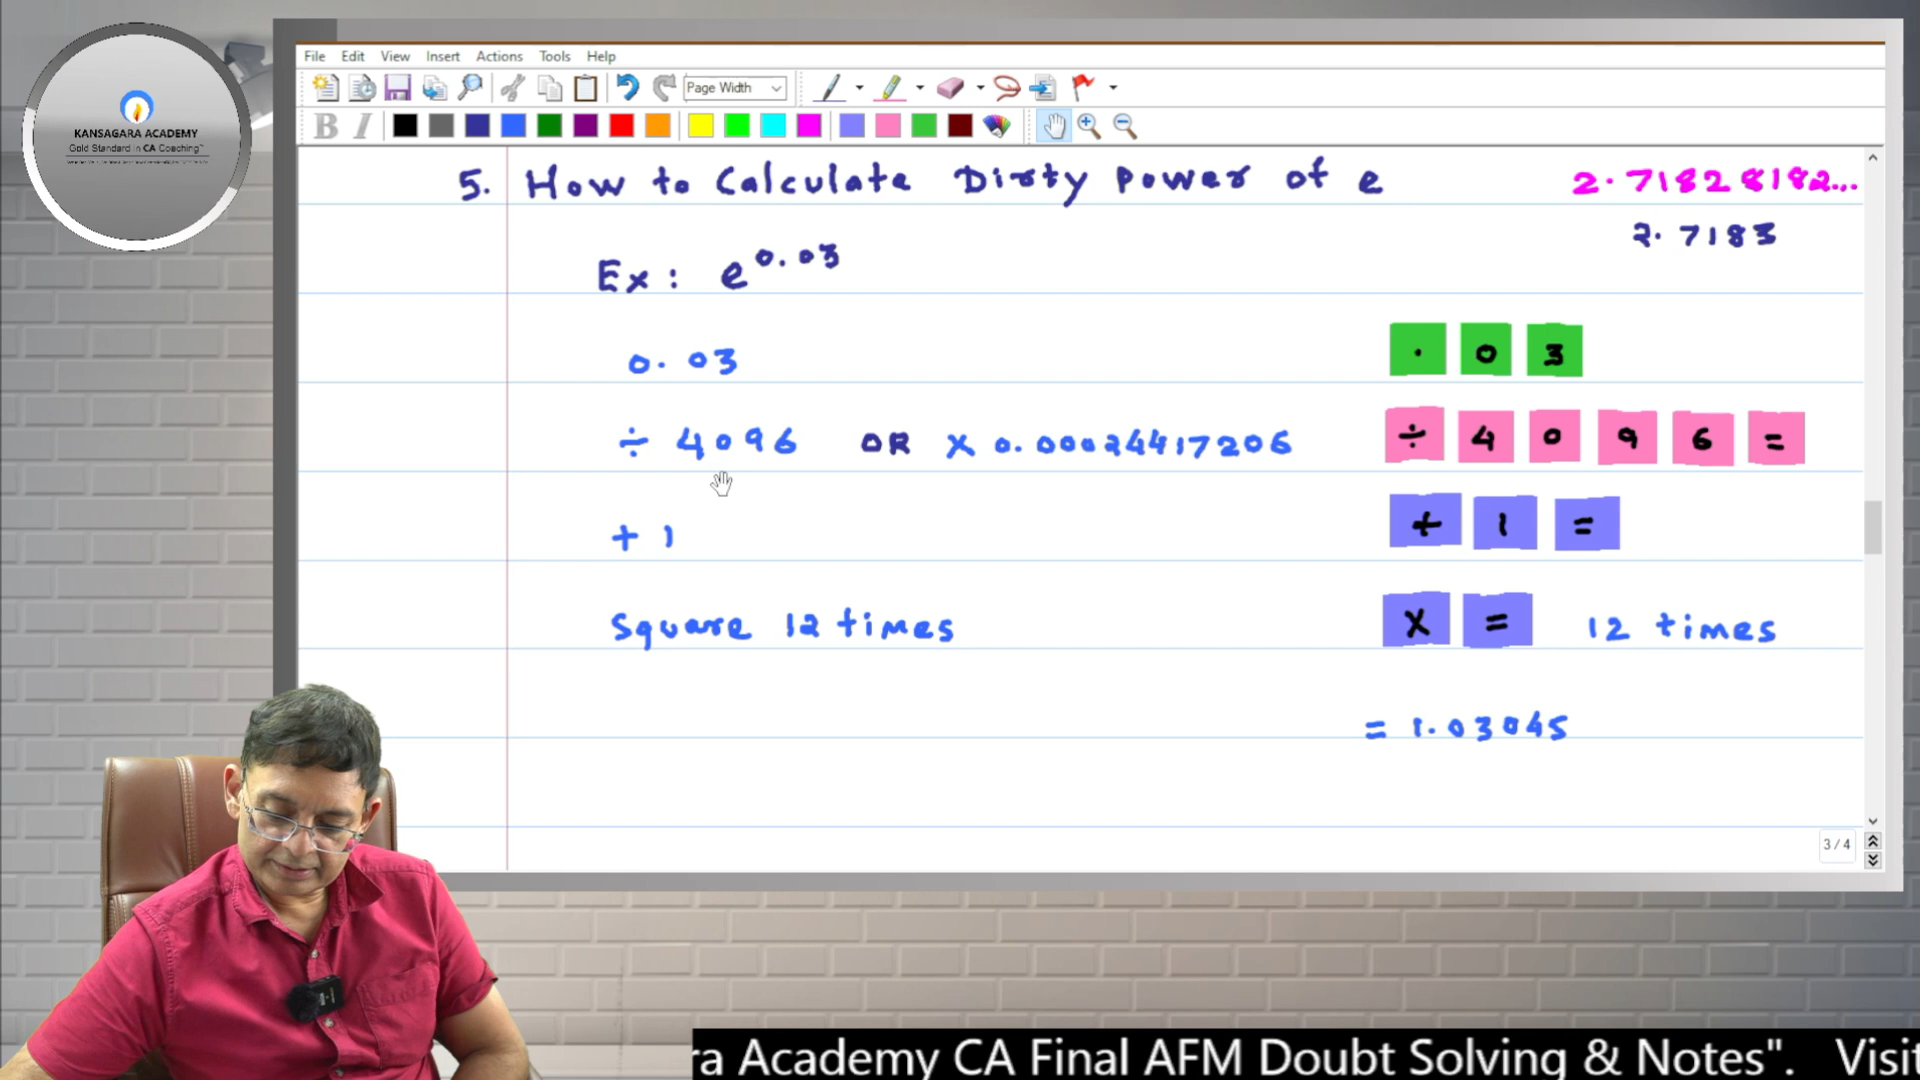 KANSAGARA ACADEMY
Gold Standard in CA Coaching™
File Edit View Insert Actions Tools Help
Page Width
B I
5. How to Calculate Dirty Power of e 2.71828182...
2.7183
Ex: e^0.03
0.03
. 0 3
÷ 4096 OR × 0.00024417206
÷ 4 0 9 6 =
+ 1
+ 1 =
Square 12 times
× = 12 times
= 1.03045
3 / 4
ra Academy CA Final AFM Doubt Solving & Notes". Visit